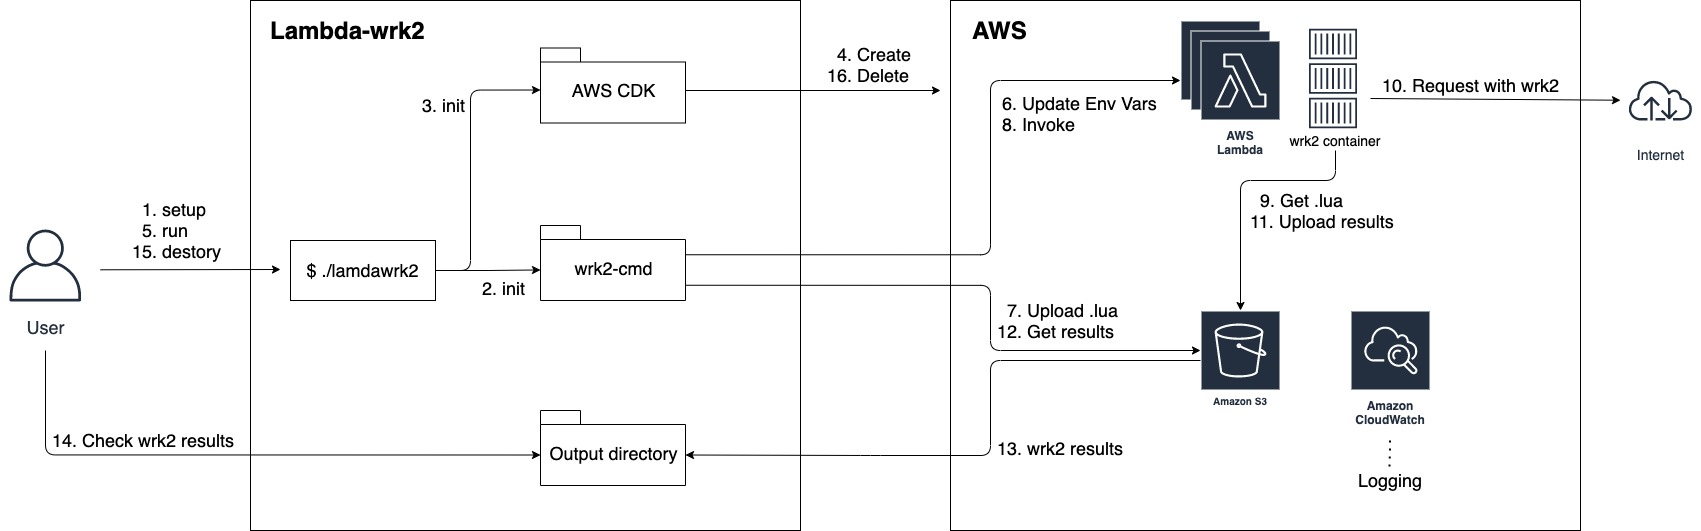 Lambda-wrk2
AWS
AWS CDK
4. Create
16. Delete
3. init
6. Update Env Vars
8. Invoke
AWS
Lambda
wrk2 container
10. Request with wrk2
Internet
1. setup
5. run
15. destory
User
$ ./lamdawrk2
2. init
wrk2-cmd
9. Get .lua
11. Upload results
7. Upload .lua
12. Get results
Amazon S3
Amazon
CloudWatch
Logging
14. Check wrk2 results
Output directory
13. wrk2 results